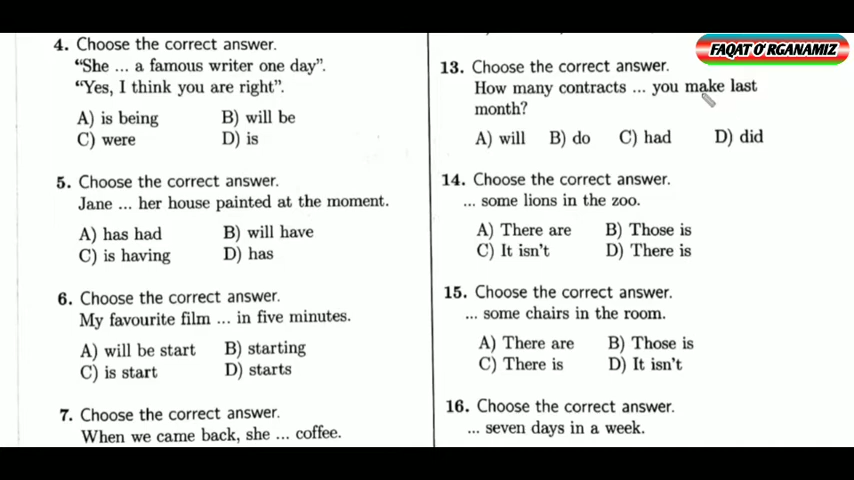 FAQAT O'RGANAMIZ
4. Choose the correct answer.
“She ... a famous writer one day”.
“Yes, I think you are right”.
A) is being B) will be
C) were D) is
5. Choose the correct answer.
Jane ... her house painted at the moment.
A) has had B) will have
C) is having D) has
6. Choose the correct answer.
My favourite film ... in five minutes.
A) will be start B) starting
C) is start D) starts
7. Choose the correct answer.
When we came back, she ... coffee.
13. Choose the correct answer.
How many contracts ... you make last
month?
A) will B) do C) had D) did
14. Choose the correct answer.
... some lions in the zoo.
A) There are B) Those is
C) It isn't D) There is
15. Choose the correct answer.
... some chairs in the room.
A) There are B) Those is
C) There is D) It isn't
16. Choose the correct answer.
... seven days in a week.